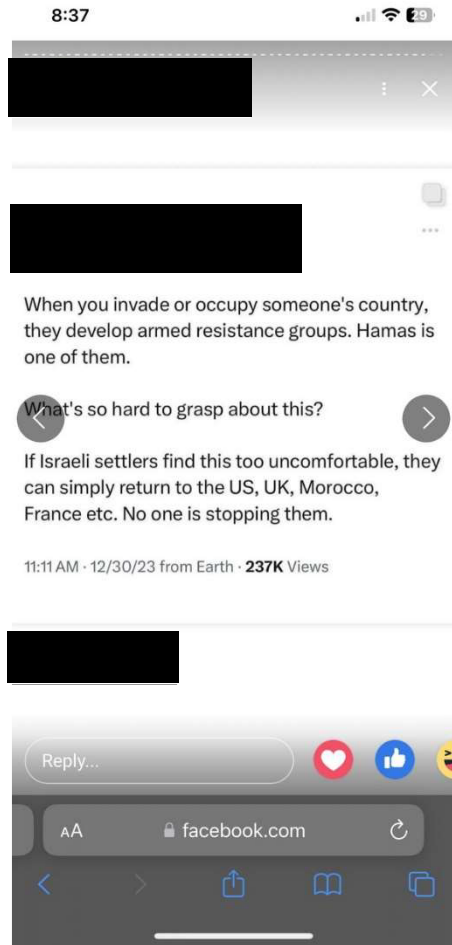 8:37
29
When you invade or occupy someone's country,
they develop armed resistance groups. Hamas is
one of them.
What's so hard to grasp about this?
If Israeli settlers find this too uncomfortable, they
can simply return to the US, UK, Morocco,
France etc. No one is stopping them.
11:11 AM · 12/30/23 from Earth · 237K Views
Reply...
AA facebook.com